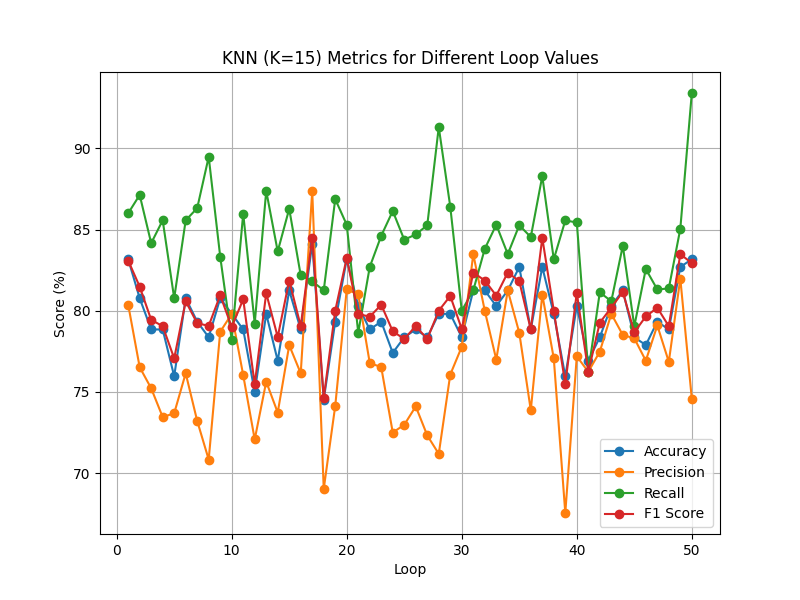 KNN (K=15) Metrics for Different Loop Values
Score (%)
90
85
80
75
70
0
10
20
30
40
50
Loop
Accuracy
Precision
Recall
F1 Score